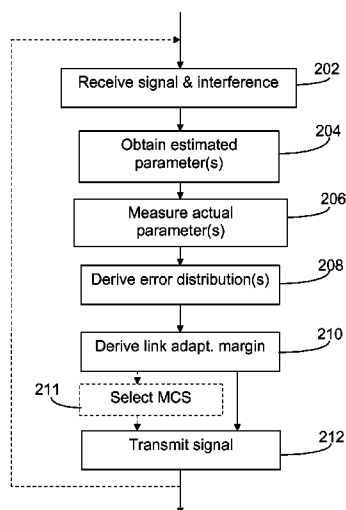 Receive signal & interference
202
Obtain estimated
parameter(s)
204
Measure actual
parameter(s)
206
Derive error distribution(s)
208
Derive link adapt. margin
210
211
Select MCS
Transmit signal
212